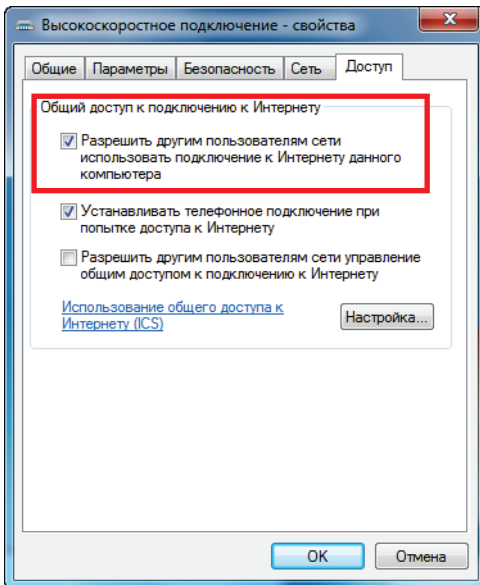 Высокоскоростное подключение - свойства
Общие Параметры Безопасность Сеть Доступ
Общий доступ к подключению к Интернету
Разрешить другим пользователям сети
использовать подключение к Интернету данного
компьютера
Устанавливать телефонное подключение при
попытке доступа к Интернету
Разрешить другим пользователям сети управление
общим доступом к подключению к Интернету
Использование общего доступа к
Интернету (ICS)
Настройка...
OK Отмена